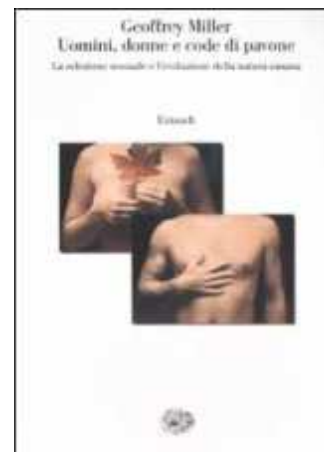 Geoffrey Miller
Uomini, donne e code di pavone
La selezione sessuale e l'evoluzione della natura umana
Einaudi